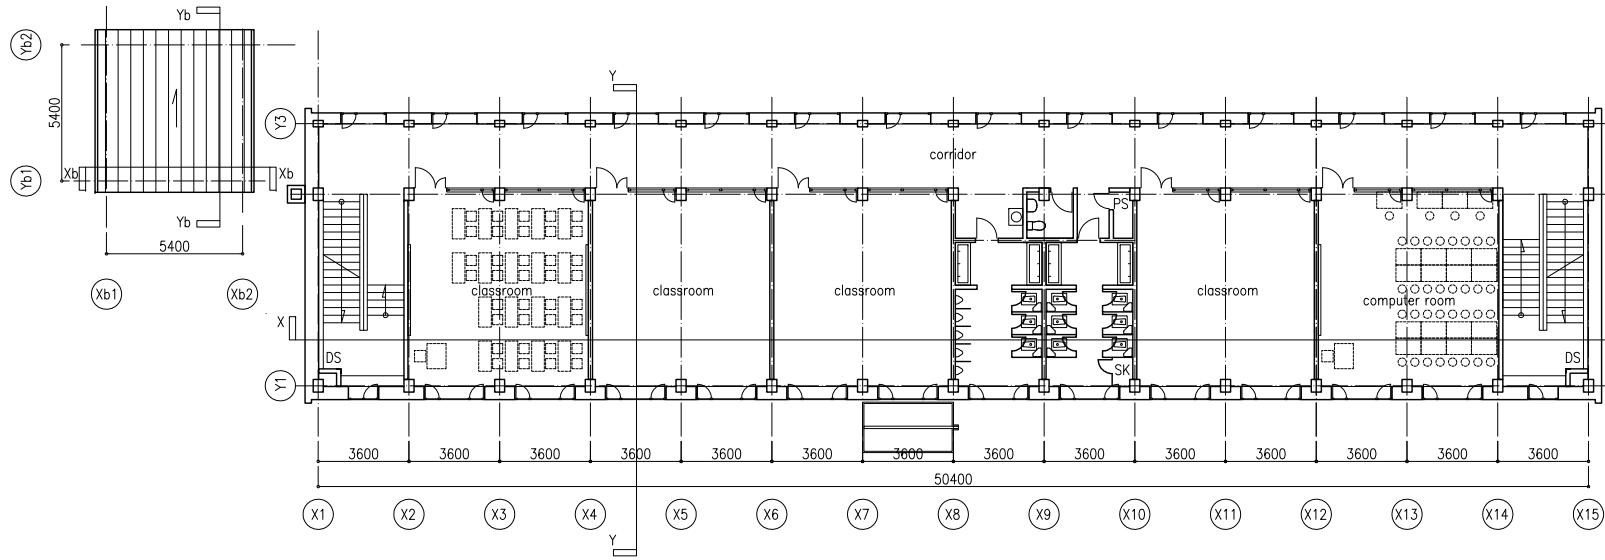 Yb
Yb2
Y
5400
Y3
corridor
Yb1
Xb
Xb
PS
Yb
5400
Xb1
Xb2
classroom
classroom
classroom
classroom
computer room
X
DS
DS
SK
Y1
3600
3600
3600
3600
3600
3600
3600
3600
3600
3600
3600
3600
3600
3600
50400
X1
X2
X3
X4
X5
X6
X7
X8
X9
X10
X11
X12
X13
X14
X15
Y